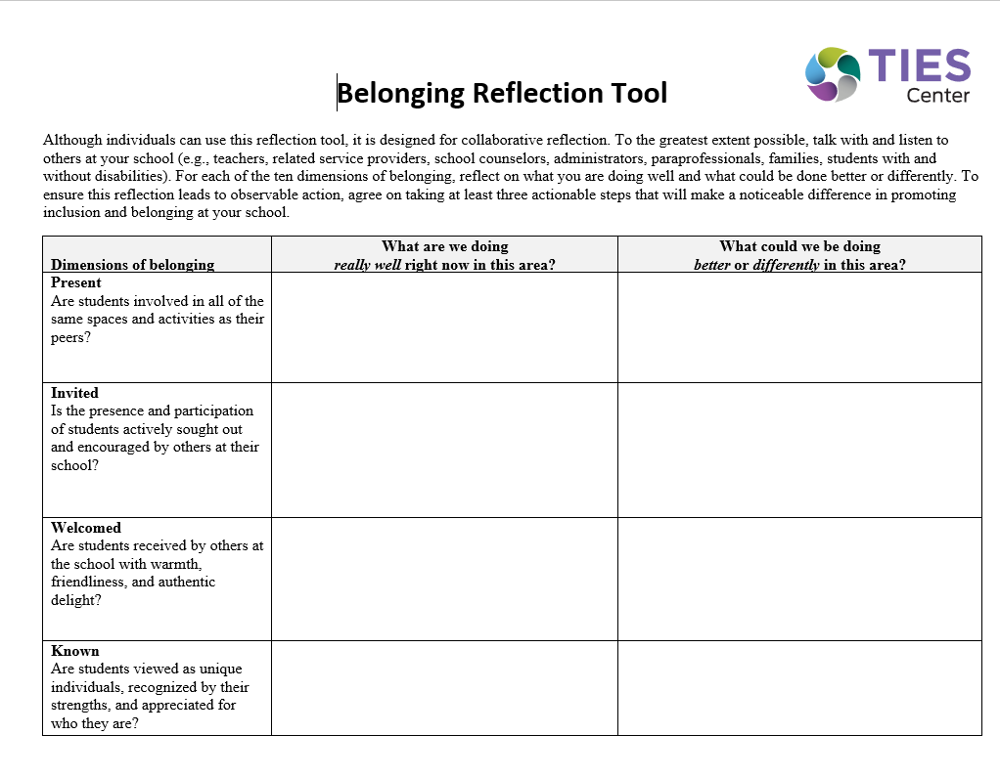 TIES
Center
Belonging Reflection Tool
Although individuals can use this reflection tool, it is designed for collaborative reflection. To the greatest extent possible, talk with and listen to
others at your school (e.g., teachers, related service providers, school counselors, administrators, paraprofessionals, families, students with and
without disabilities). For each of the ten dimensions of belonging, reflect on what you are doing well and what could be done better or differently. To
ensure this reflection leads to observable action, agree on taking at least three actionable steps that will make a noticeable difference in promoting
inclusion and belonging at your school.
Dimensions of belonging
What are we doing
really well right now in this area?
What could we be doing
better or differently in this area?
Present
Are students involved in all of the
same spaces and activities as their
peers?
Invited
Is the presence and participation
of students actively sought out
and encouraged by others at their
school?
Welcomed
Are students received by others at
the school with warmth,
friendliness, and authentic
delight?
Known
Are students viewed as unique
individuals, recognized by their
strengths, and appreciated for
who they are?